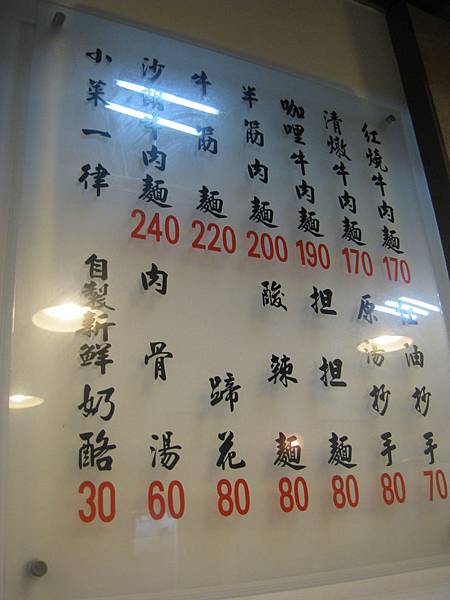 紅燒牛肉麵 170
清燉牛肉麵 170
咖哩牛肉麵 190
半筋肉麵 200
牛筋麵 220
沙鍋牛肉麵 240
小菜一律
紅油抄手 70
原湯抄手 80
担担麵 80
酸辣麵 80
蹄花 80
肉骨湯 60
自製新鮮奶酪 30